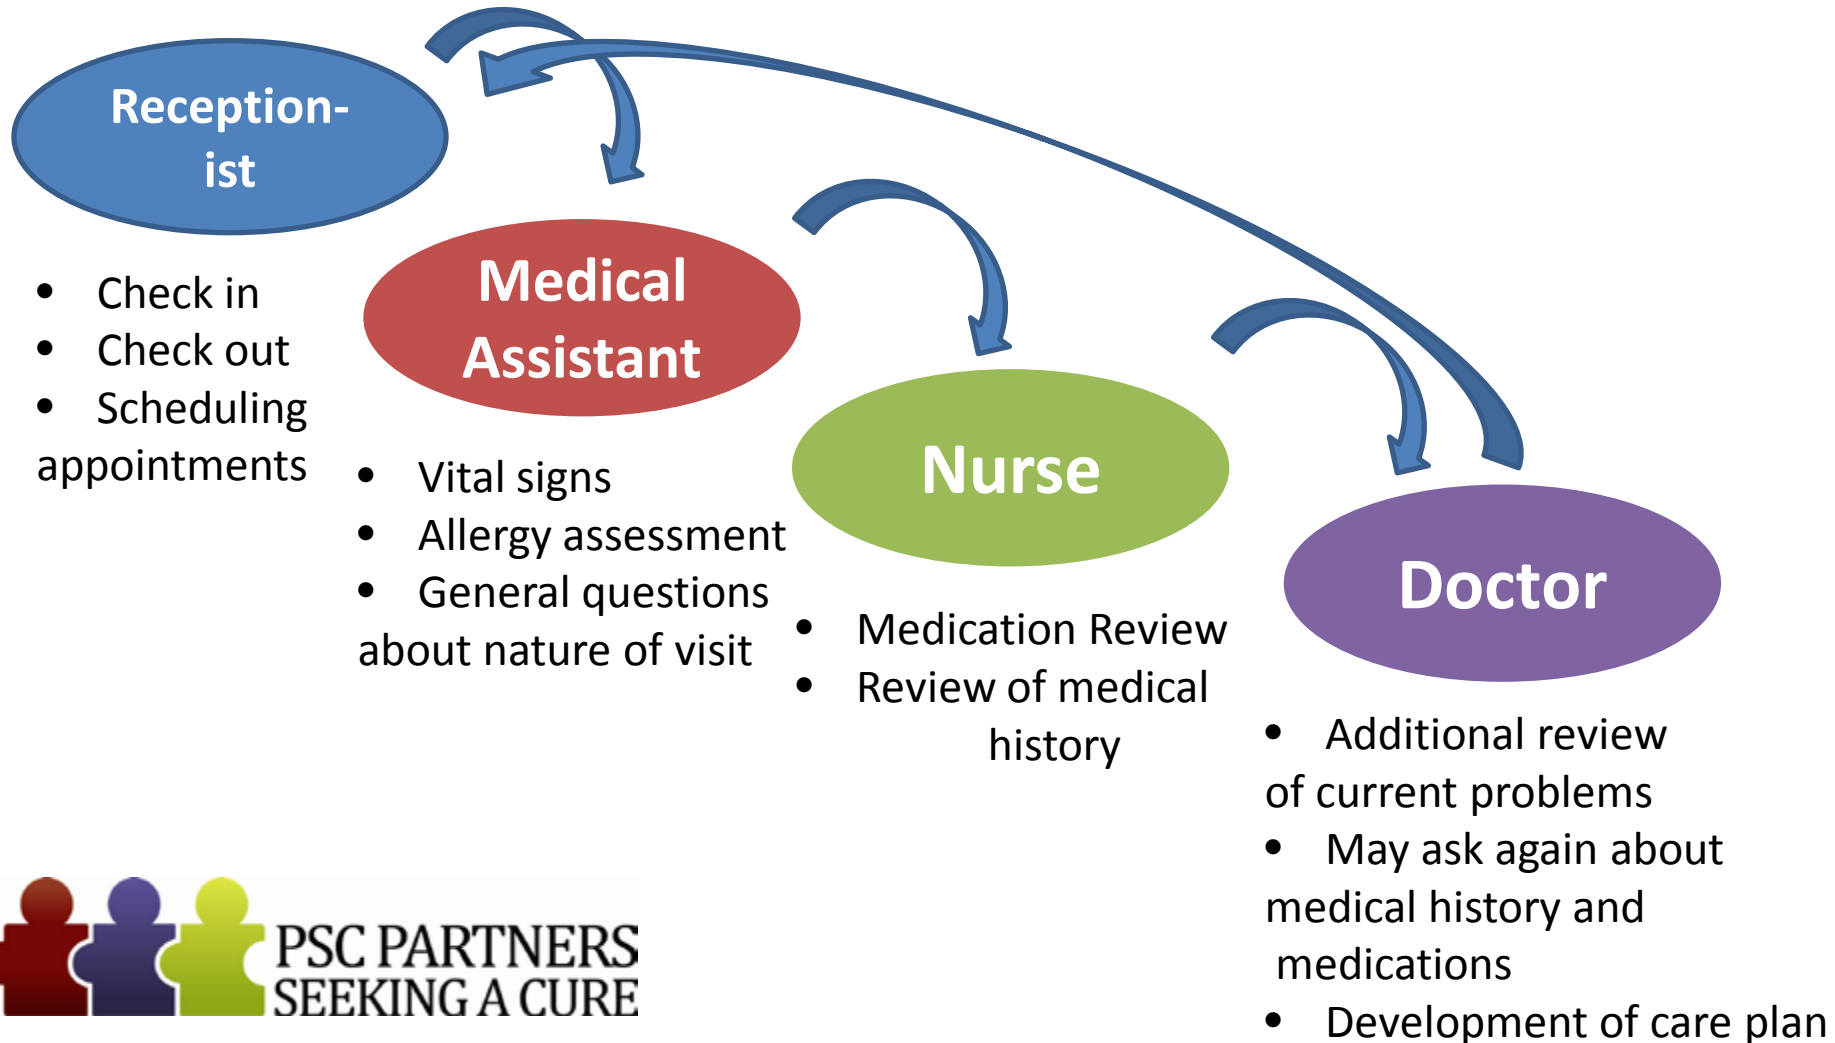 Reception-
ist
• Check in
• Check out
• Scheduling
appointments
Medical
Assistant
• Vital signs
• Allergy assessment
• General questions
about nature of visit
Nurse
• Medication Review
• Review of medical
history
Doctor
• Additional review
of current problems
• May ask again about
medical history and
medications
• Development of care plan
PSC PARTNERS
SEEKING A CURE